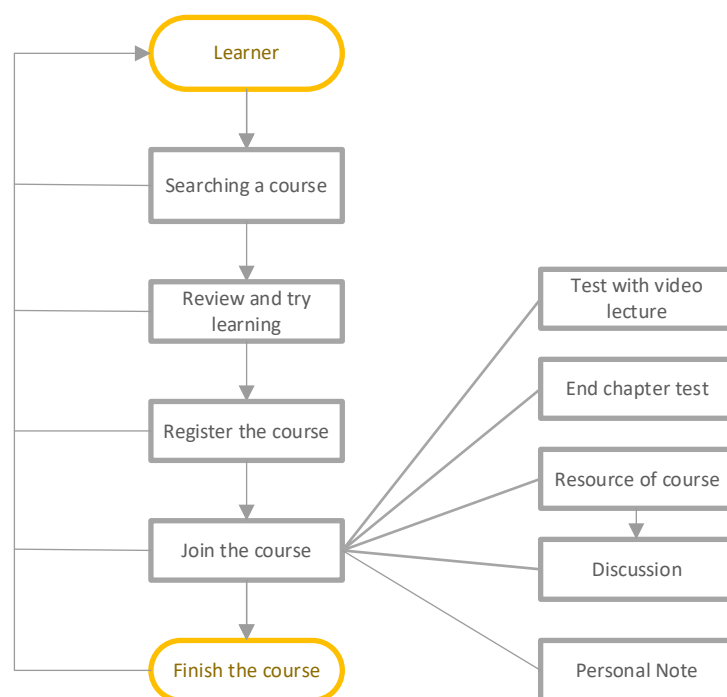 Learner
Searching a course
Review and try
learning
Register the course
Join the course
Finish the course
Test with video
lecture
End chapter test
Resource of course
Discussion
Personal Note